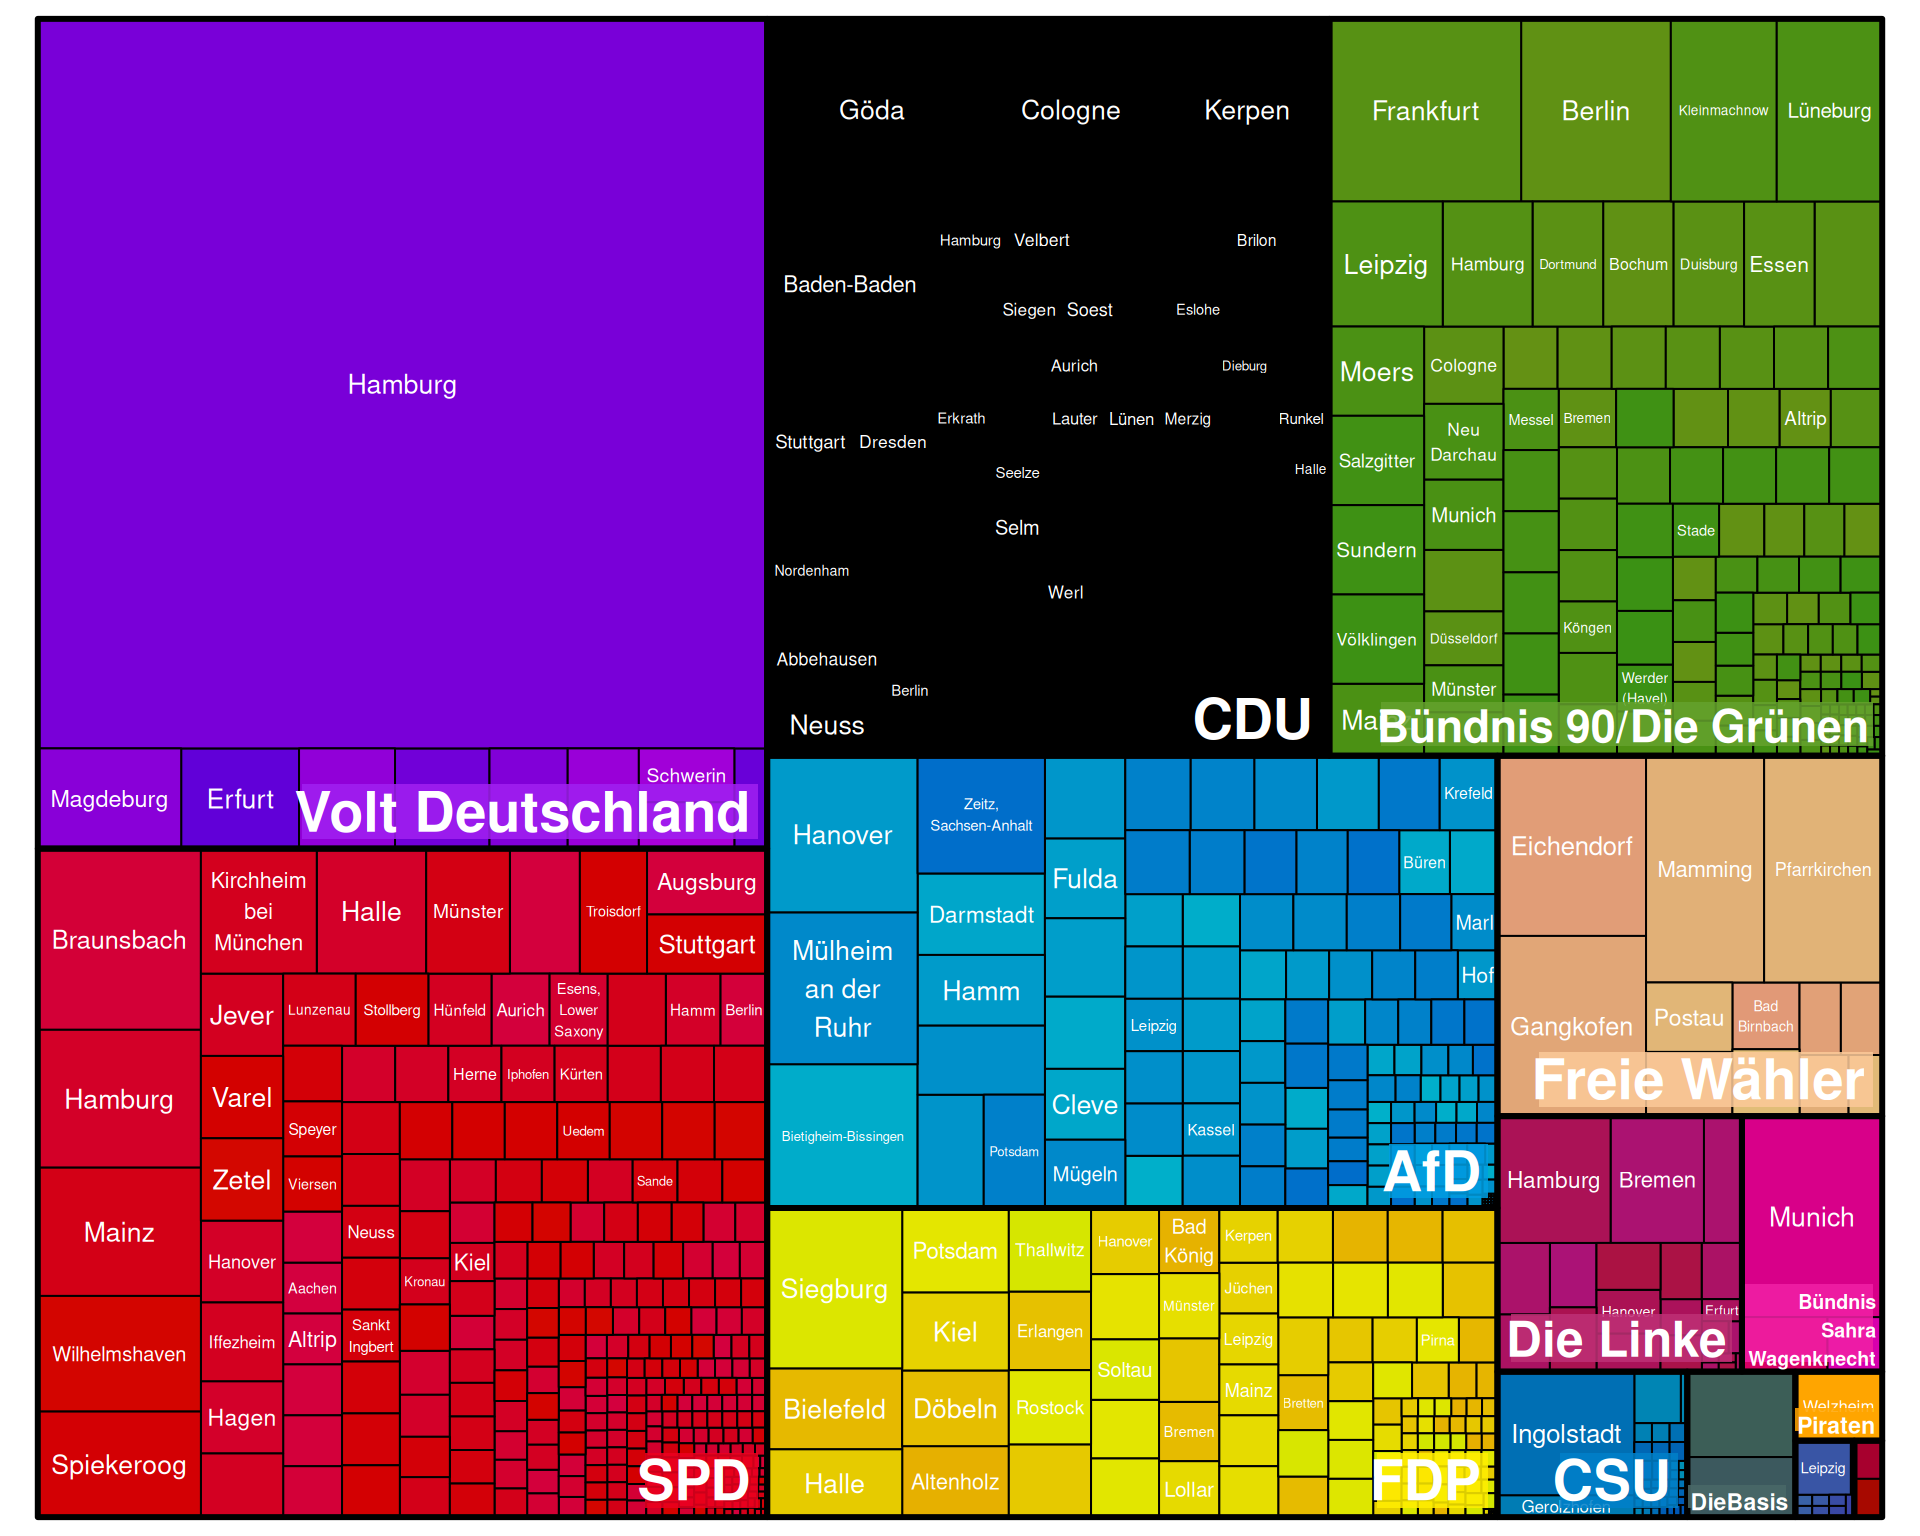 Hamburg
Magdeburg
Erfurt
Schwerin
Volt Deutschland
Göda
Cologne
Kerpen
Hamburg
Velbert
Brilon
Baden-Baden
Siegen
Soest
Eslohe
Aurich
Dieburg
Erkrath
Lauter
Lünen
Merzig
Runkel
Stuttgart
Dresden
Seelze
Halle
Selm
Nordenham
Werl
Abbehausen
Berlin
Neuss
CDU
Frankfurt
Berlin
Kleinmachnow
Lüneburg
Leipzig
Hamburg
Dortmund
Bochum
Duisburg
Essen
Moers
Cologne
Messel
Bremen
Altrip
Neu
Darchau
Salzgitter
Munich
Stade
Sundern
Köngen
Völklingen
Düsseldorf
Werder
(Havel)
Münster
Bündnis 90/Die Grünen
Braunsbach
Kirchheim
bei
München
Halle
Münster
Troisdorf
Augsburg
Stuttgart
Jever
Lunzenau
Stollberg
Hünfeld
Aurich
Esens,
Lower
Saxony
Hamm
Berlin
Hamburg
Varel
Herne
Iphofen
Kürten
Speyer
Uedem
Mainz
Zetel
Viersen
Sande
Neuss
Hanover
Kiel
Aachen
Kronau
Wilhelmshaven
Iffezheim
Altrip
Sankt
Ingbert
Hagen
Spiekeroog
SPD
Hanover
Zeitz,
Sachsen-Anhalt
Krefeld
Fulda
Büren
Darmstadt
Marl
Mülheim
an der
Ruhr
Hamm
Hof
Leipzig
Bietigheim-Bissingen
Cleve
Kassel
Potsdam
Mügeln
AfD
Siegburg
Potsdam
Thallwitz
Hanover
Bad
König
Kerpen
Jüchen
Münster
Kiel
Erlangen
Leipzig
Pirna
Soltau
Bielefeld
Döbeln
Rostock
Mainz
Bretten
Bremen
Halle
Altenholz
Lollar
FDP
Eichendorf
Mamming
Pfarrkirchen
Gangkofen
Postau
Bad
Birnbach
Freie Wähler
Hamburg
Bremen
Hanover
Erfurt
Die Linke
Munich
Bündnis
Sahra
Wagenknecht
Ingolstadt
Gerolzhofen
CSU
DieBasis
Welzheim
Piraten
Leipzig